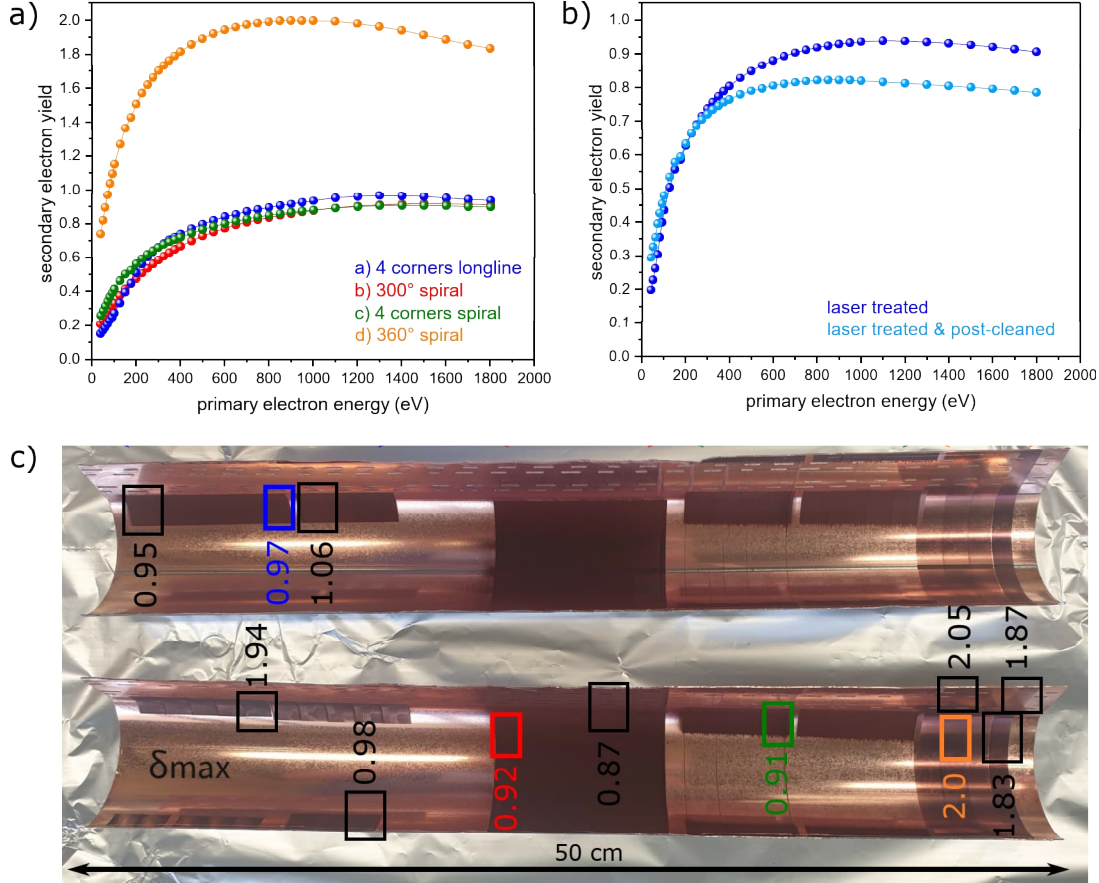 a)
secondary electron yield
2.0
1.8
1.6
1.4
1.2
1.0
0.8
0.6
0.4
0.2
0.0
0 200 400 600 800 1000 1200 1400 1600 1800 2000
primary electron energy (eV)
a) 4 corners longline
b) 300° spiral
c) 4 corners spiral
d) 360° spiral
b)
secondary electron yield
1.0
0.9
0.8
0.7
0.6
0.5
0.4
0.3
0.2
0.1
0.0
0 200 400 600 800 1000 1200 1400 1600 1800 2000
primary electron energy (eV)
laser treated
laser treated & post-cleaned
c)
0.95
0.97
1.06
1.94
0.98
δmax
0.92
0.87
0.91
2.05
1.87
2.0
1.83
50 cm